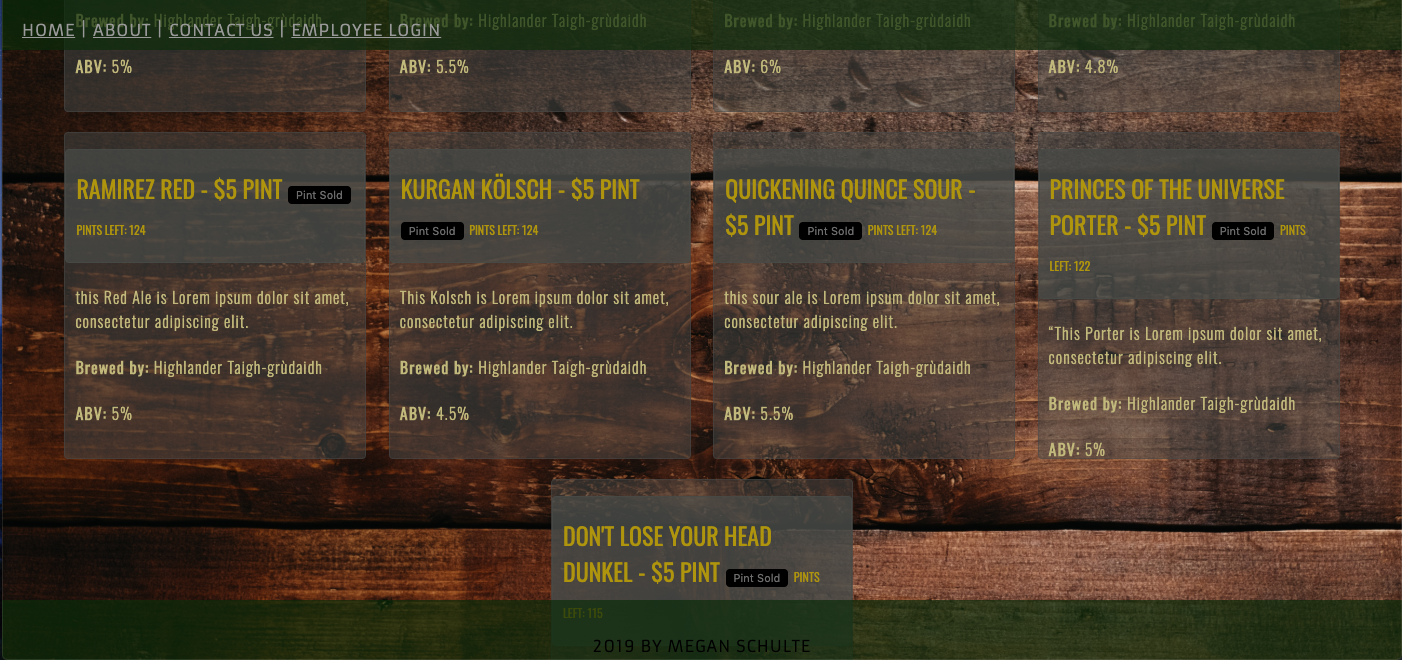 Brewed by: Highlander Taigh-grùdaidh
Brewed by: Highlander Taigh-grùdaidh
Brewed by: Highlander Taigh-grùdaidh
Brewed by: Highlander Taigh-grùdaidh
HOME | ABOUT | CONTACT US | EMPLOYEE LOGIN
ABV: 5%
ABV: 5.5%
ABV: 6%
ABV: 4.8%
RAMIREZ RED - $5 PINT Pint Sold
PINTS LEFT: 124
this Red Ale is Lorem ipsum dolor sit amet,
consectetur adipiscing elit.
Brewed by: Highlander Taigh-grùdaidh
ABV: 5%
KURGAN KÖLSCH - $5 PINT
Pint Sold PINTS LEFT: 124
This Kolsch is Lorem ipsum dolor sit amet,
consectetur adipiscing elit.
Brewed by: Highlander Taigh-grùdaidh
ABV: 4.5%
QUICKENING QUINCE SOUR -
$5 PINT Pint Sold PINTS LEFT: 124
this sour ale is Lorem ipsum dolor sit amet,
consectetur adipiscing elit.
Brewed by: Highlander Taigh-grùdaidh
ABV: 5.5%
PRINCES OF THE UNIVERSE
PORTER - $5 PINT Pint Sold PINTS
LEFT: 122
“This Porter is Lorem ipsum dolor sit amet,
consectetur adipiscing elit.
Brewed by: Highlander Taigh-grùdaidh
ABV: 5%
DON'T LOSE YOUR HEAD
DUNKEL - $5 PINT Pint Sold PINTS
LEFT: 115
2019 BY MEGAN SCHULTE